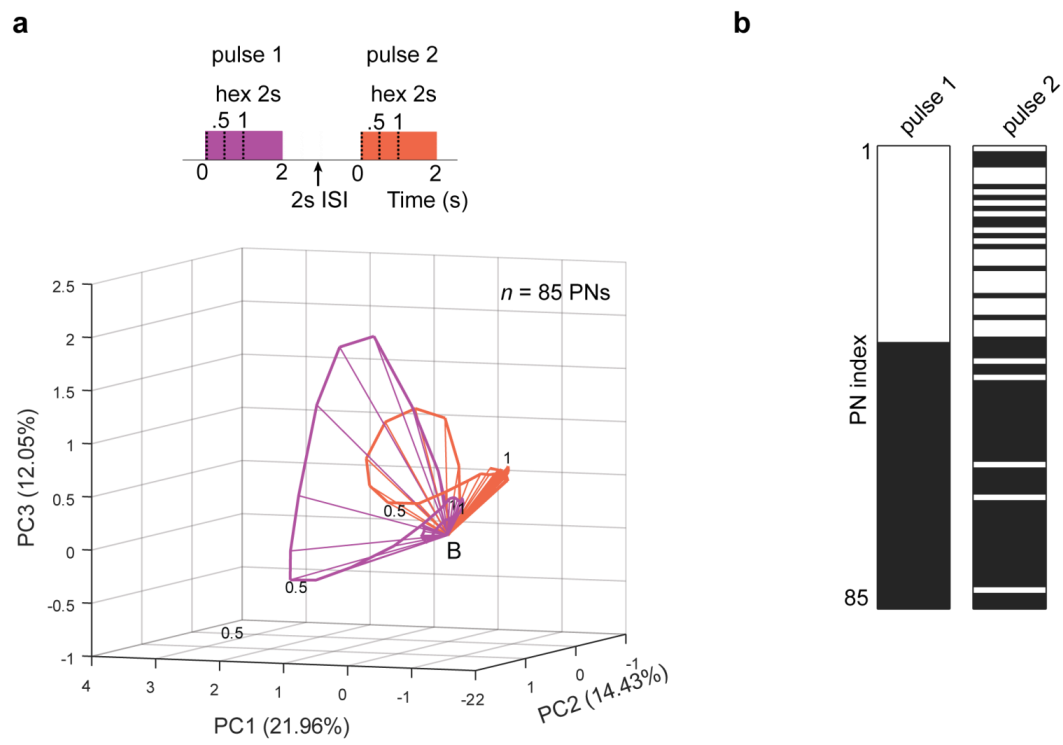 a
pulse 1 pulse 2
hex 2s hex 2s
.5 1 .5 1
0 2 0 2
2s ISI Time (s)
n = 85 PNs
2.5
2
1.5
1
0.5
0
-0.5
-1
PC3 (12.05%)
1
0.5
1
B
0.5
0.5
4 3 2 1 0 -1 -22
PC1 (21.96%)
1 0 -1
PC2 (14.43%)
b
pulse 1 pulse 2
1
PN index
85